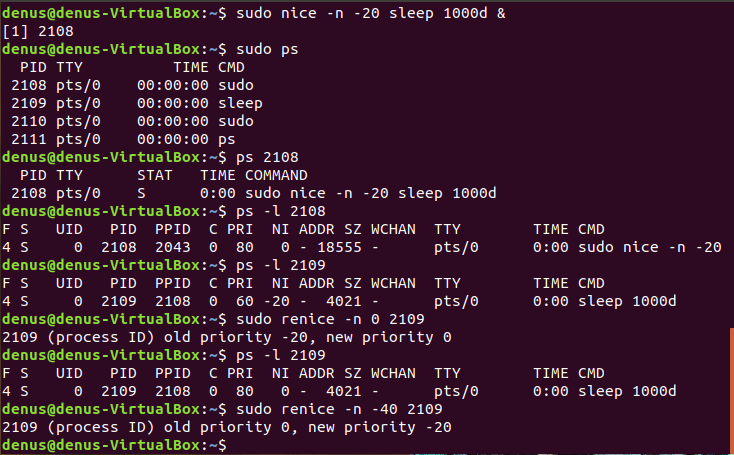 denus@denus-VirtualBox:~$ sudo nice -n -20 sleep 1000d &
[1] 2108
denus@denus-VirtualBox:~$ sudo ps
  PID TTY          TIME CMD
 2108 pts/0    00:00:00 sudo
 2109 pts/0    00:00:00 sleep
 2110 pts/0    00:00:00 sudo
 2111 pts/0    00:00:00 ps
denus@denus-VirtualBox:~$ ps 2108
  PID TTY      STAT   TIME COMMAND
 2108 pts/0    S      0:00 sudo nice -n -20 sleep 1000d
denus@denus-VirtualBox:~$ ps -l 2108
F S   UID   PID  PPID  C PRI  NI ADDR SZ WCHAN  TTY        TIME CMD
4 S     0  2108  2043  0  80   0 - 18555 -      pts/0      0:00 sudo nice -n -20
denus@denus-VirtualBox:~$ ps -l 2109
F S   UID   PID  PPID  C PRI  NI ADDR SZ WCHAN  TTY        TIME CMD
4 S     0  2109  2108  0  60 -20 -  4021 -      pts/0      0:00 sleep 1000d
denus@denus-VirtualBox:~$ sudo renice -n 0 2109
2109 (process ID) old priority -20, new priority 0
denus@denus-VirtualBox:~$ ps -l 2109
F S   UID   PID  PPID  C PRI  NI ADDR SZ WCHAN  TTY        TIME CMD
4 S     0  2109  2108  0  80   0 -  4021 -      pts/0      0:00 sleep 1000d
denus@denus-VirtualBox:~$ sudo renice -n -40 2109
2109 (process ID) old priority 0, new priority -20
denus@denus-VirtualBox:~$